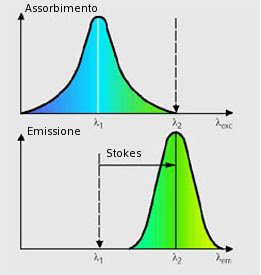 Assorbimento
λ1
λ2
λexc
Emissione
Stokes
λ1
λ2
λem